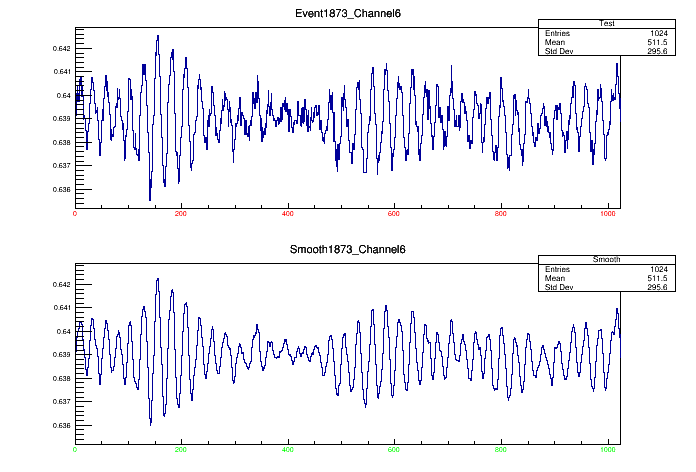 Event1873_Channel6
Test
Entries 1024
Mean 511.5
Std Dev 295.6
0.642
0.641
0.64
0.639
0.638
0.637
0.636
0 200 400 600 800 1000
Smooth1873_Channel6
Smooth
Entries 1024
Mean 511.5
Std Dev 295.6
0.642
0.641
0.64
0.639
0.638
0.637
0.636
0 200 400 600 800 1000